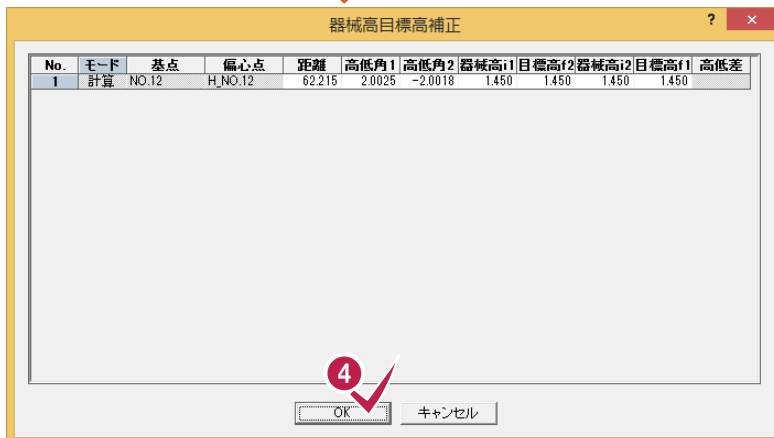 器械高目標高補正 ? ×
No. モード 基点 偏心点 距離 高低角1 高低角2 器械高i1 目標高f2 器械高i2 目標高f1 高低差
1 計算 NO.12 H_NO.12 62.215 2.0025 -2.0018 1.450 1.450 1.450 1.450
4
OK キャンセル